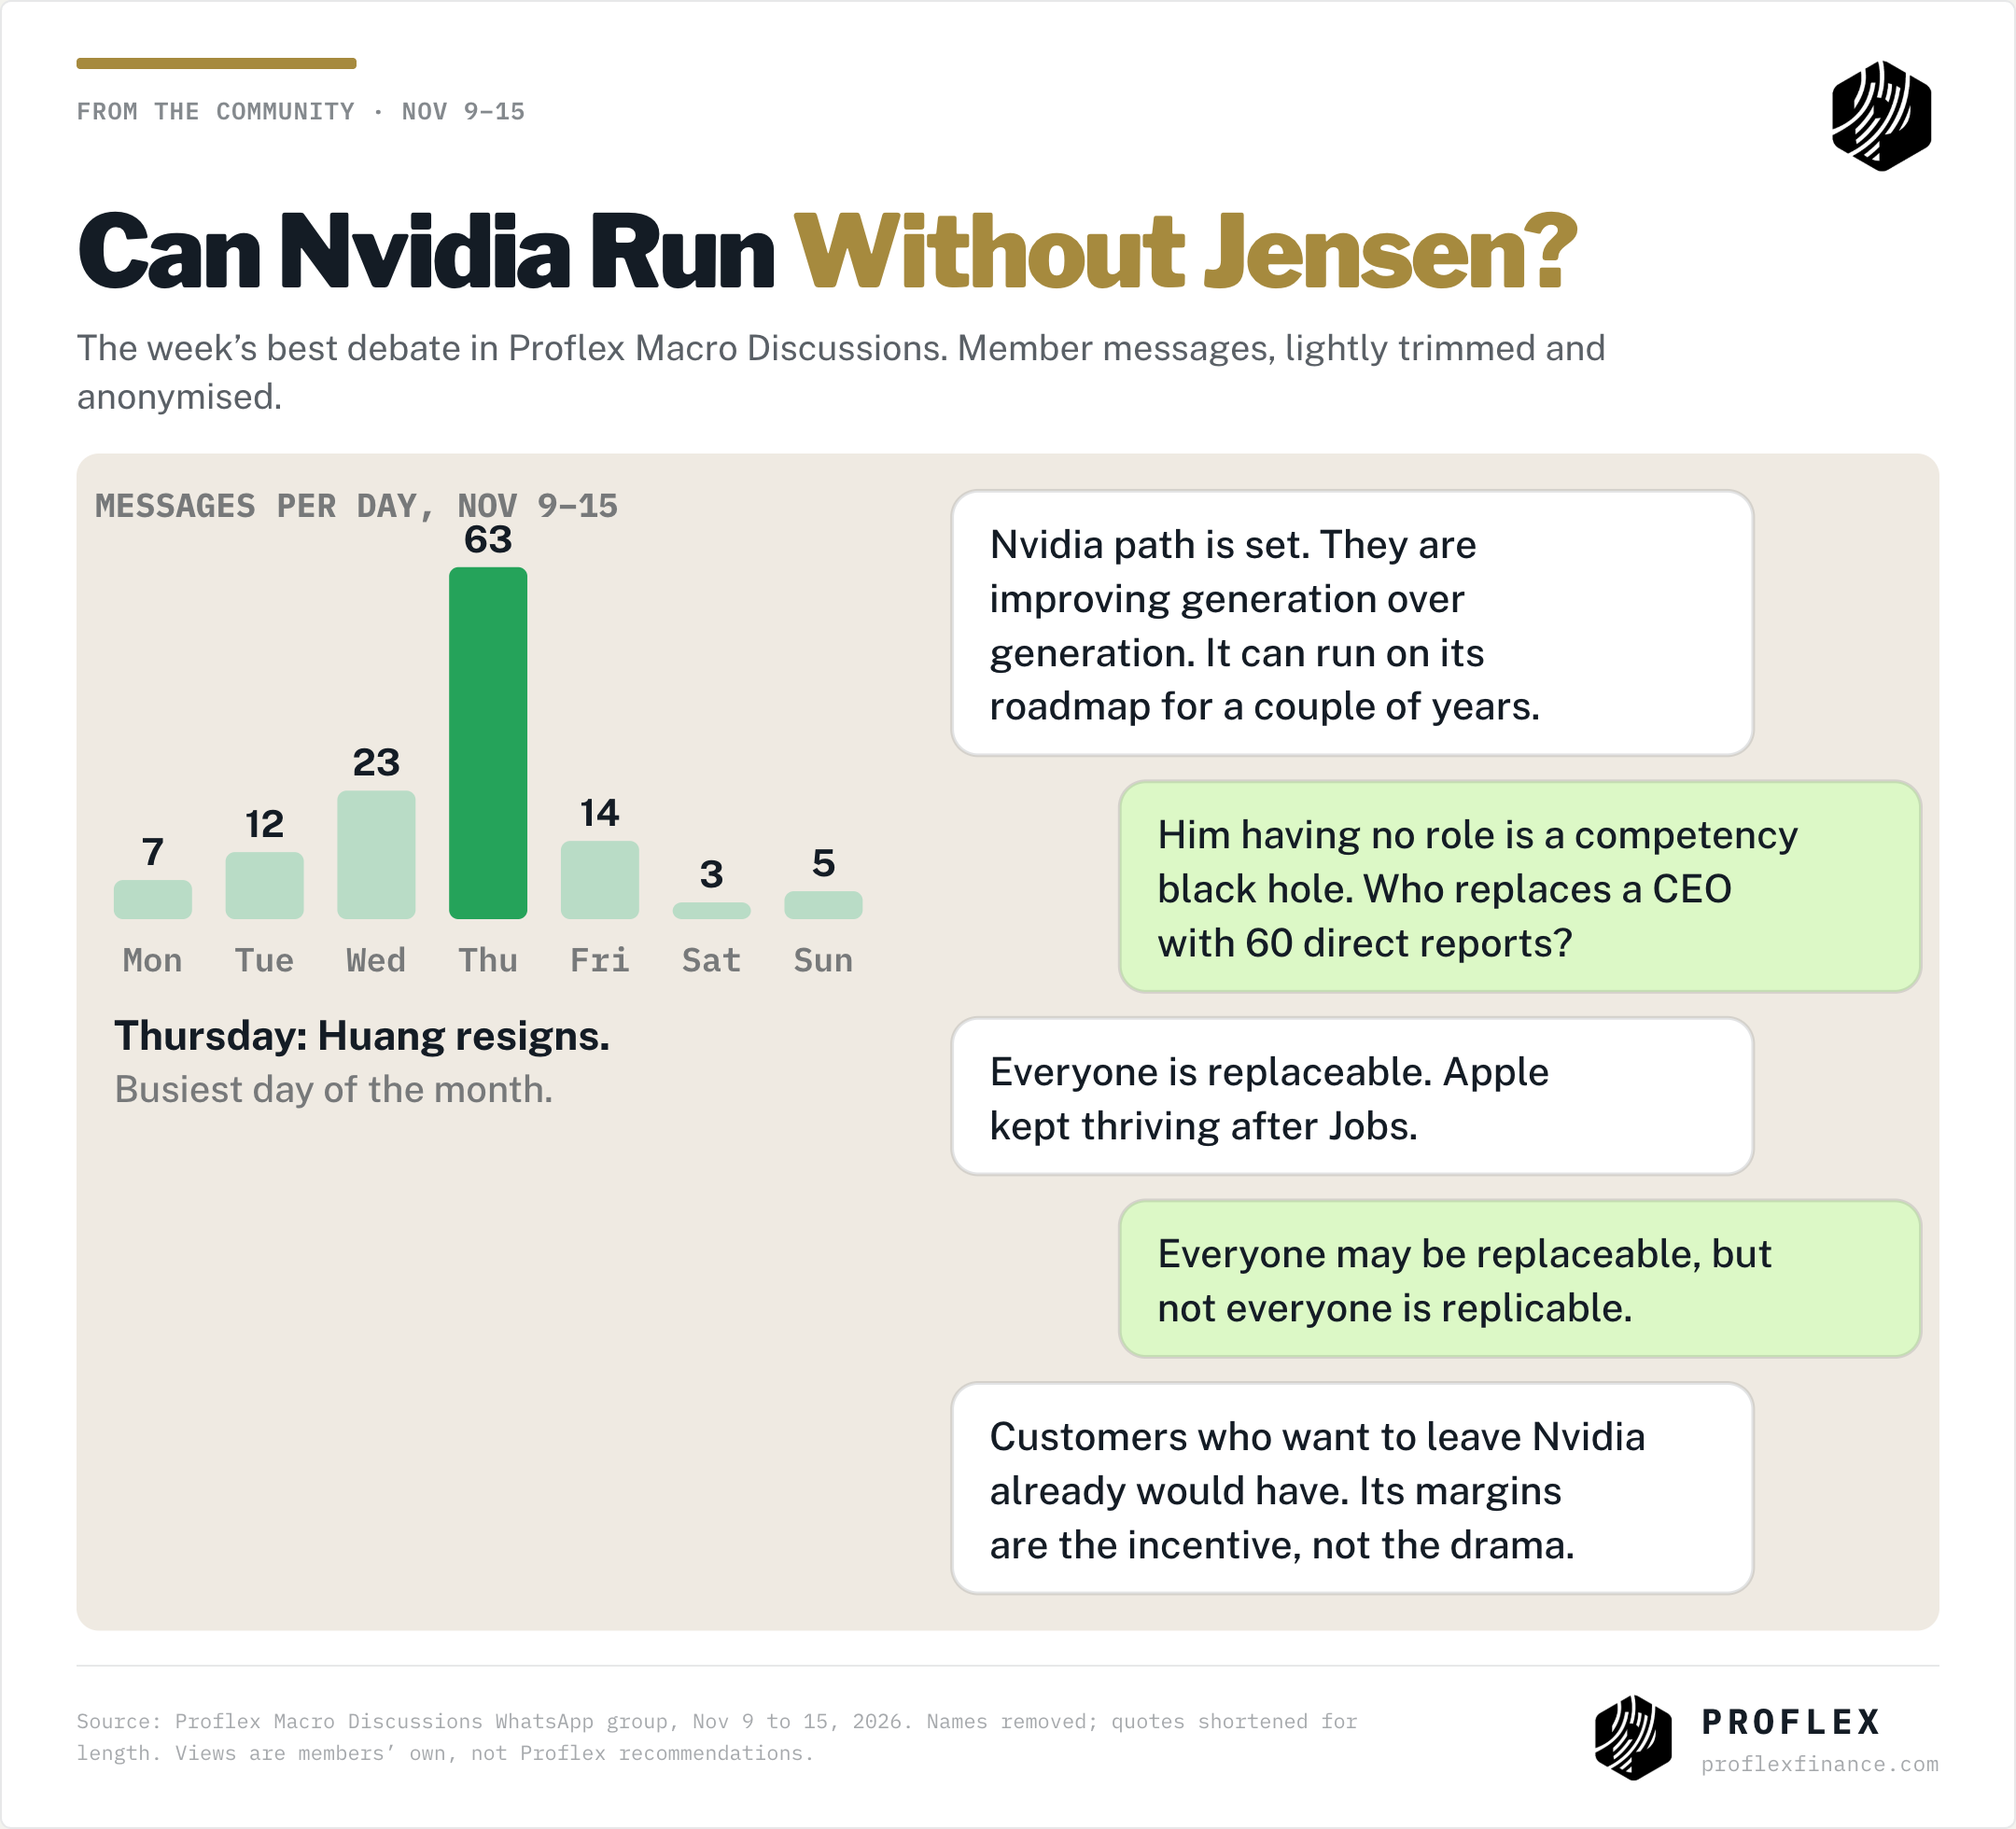 FROM THE COMMUNITY · NOV 9–15
Can Nvidia Run Without Jensen?
The week’s best debate in Proflex Macro Discussions. Member messages, lightly trimmed and
anonymised.
MESSAGES PER DAY, NOV 9–15
63
23
14
12
7
3
5
Mon Tue Wed Thu Fri Sat Sun
Thursday: Huang resigns.
Busiest day of the month.
Nvidia path is set. They are
improving generation over
generation. It can run on its
roadmap for a couple of years.
Him having no role is a competency
black hole. Who replaces a CEO
with 60 direct reports?
Everyone is replaceable. Apple
kept thriving after Jobs.
Everyone may be replaceable, but
not everyone is replicable.
Customers who want to leave Nvidia
already would have. Its margins
are the incentive, not the drama.
Source: Proflex Macro Discussions WhatsApp group, Nov 9 to 15, 2026. Names removed; quotes shortened for
length. Views are members’ own, not Proflex recommendations.
PROFLEX
proflexfinance.com